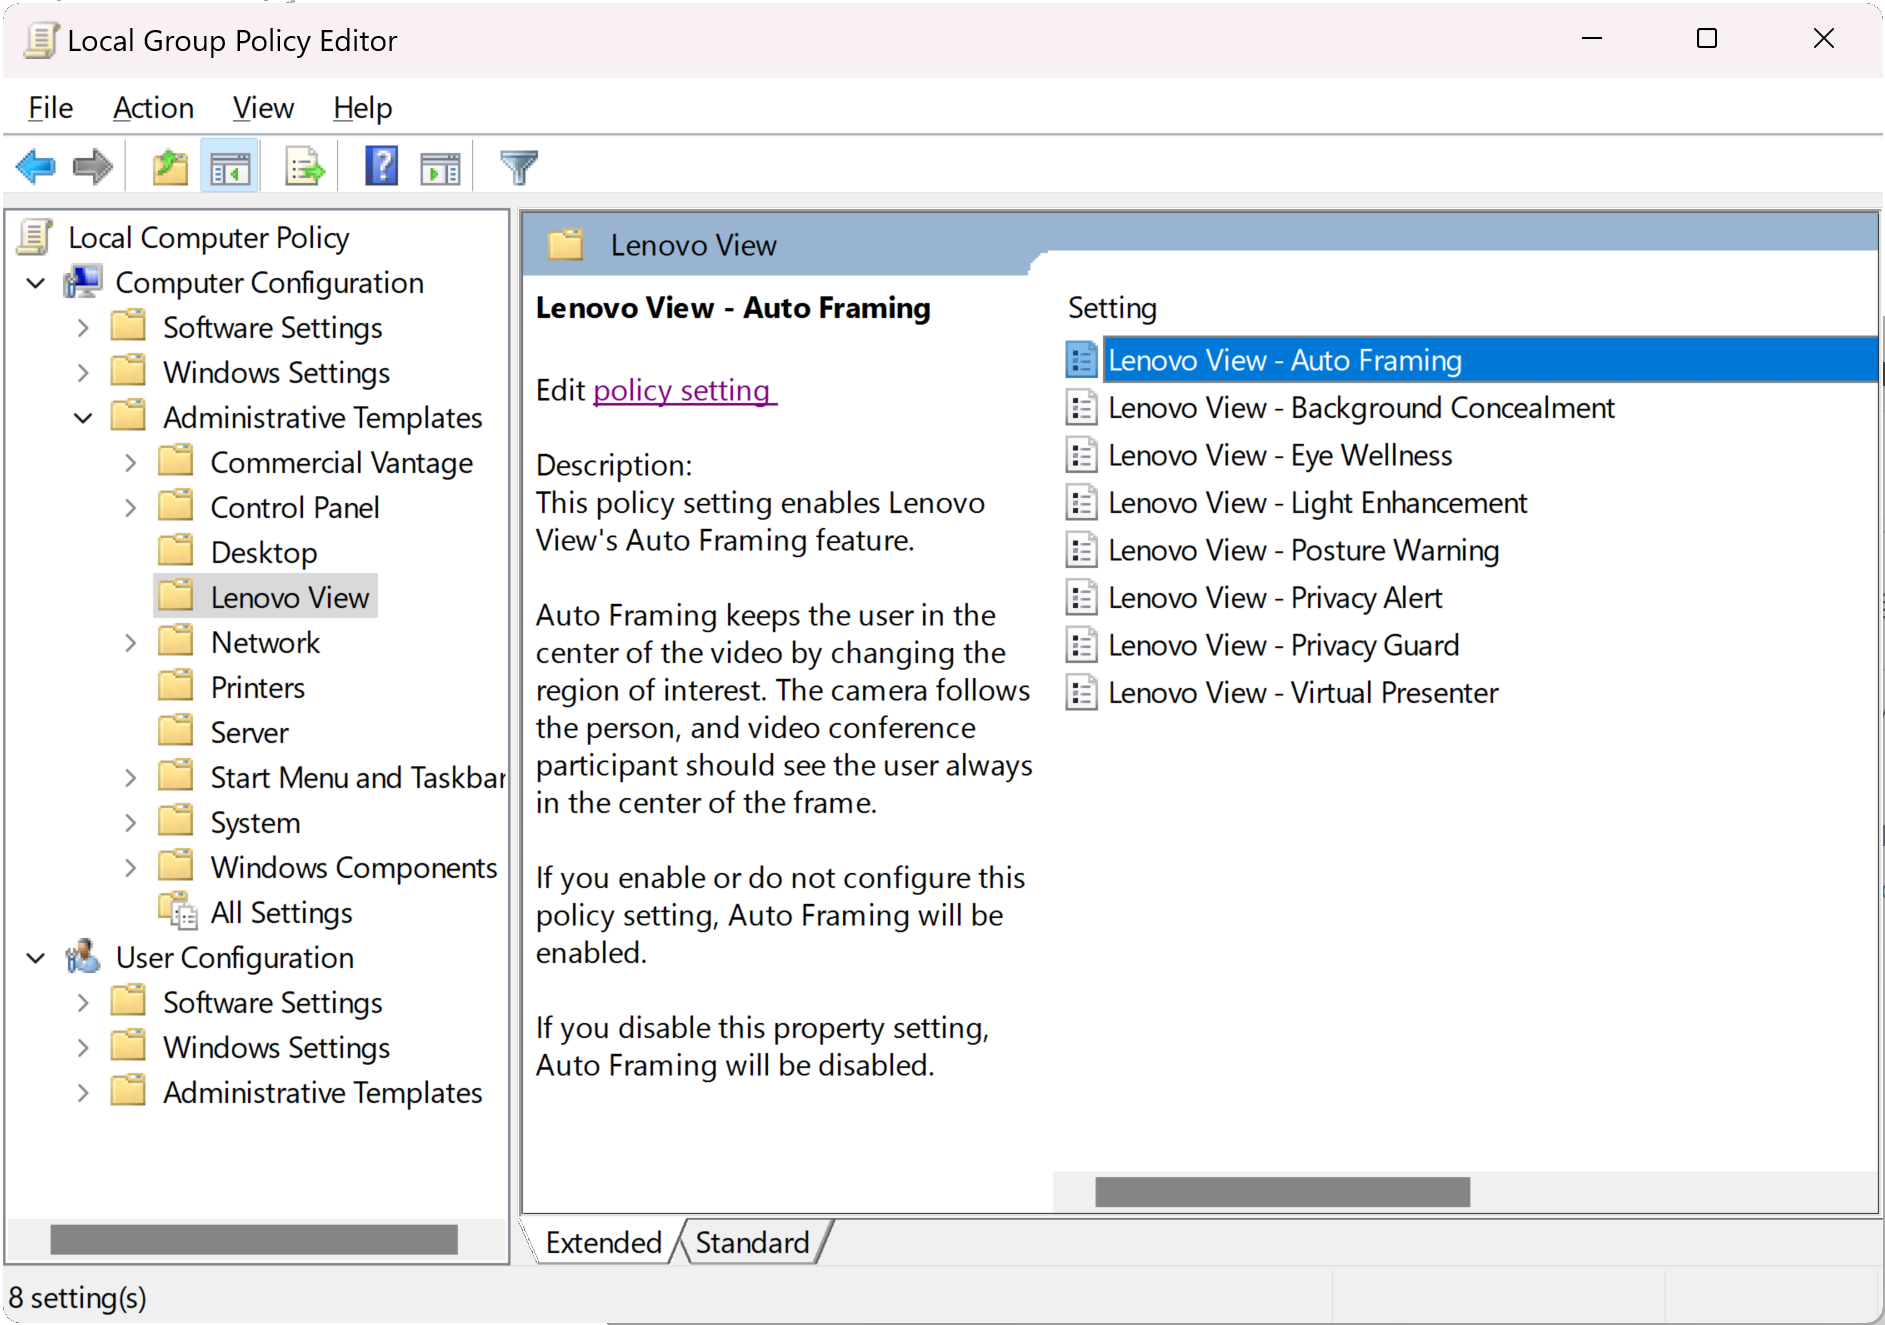 Local Group Policy Editor
File Action View Help
Local Computer Policy
Computer Configuration
Software Settings
Windows Settings
Administrative Templates
Commercial Vantage
Control Panel
Desktop
Lenovo View
Network
Printers
Server
Start Menu and Taskbar
System
Windows Components
All Settings
User Configuration
Software Settings
Windows Settings
Administrative Templates
Lenovo View
Lenovo View - Auto Framing
Edit policy setting
Description:
This policy setting enables Lenovo
View's Auto Framing feature.
Auto Framing keeps the user in the
center of the video by changing the
region of interest. The camera follows
the person, and video conference
participant should see the user always
in the center of the frame.
If you enable or do not configure this
policy setting, Auto Framing will be
enabled.
If you disable this property setting,
Auto Framing will be disabled.
Setting
Lenovo View - Auto Framing
Lenovo View - Background Concealment
Lenovo View - Eye Wellness
Lenovo View - Light Enhancement
Lenovo View - Posture Warning
Lenovo View - Privacy Alert
Lenovo View - Privacy Guard
Lenovo View - Virtual Presenter
Extended Standard
8 setting(s)